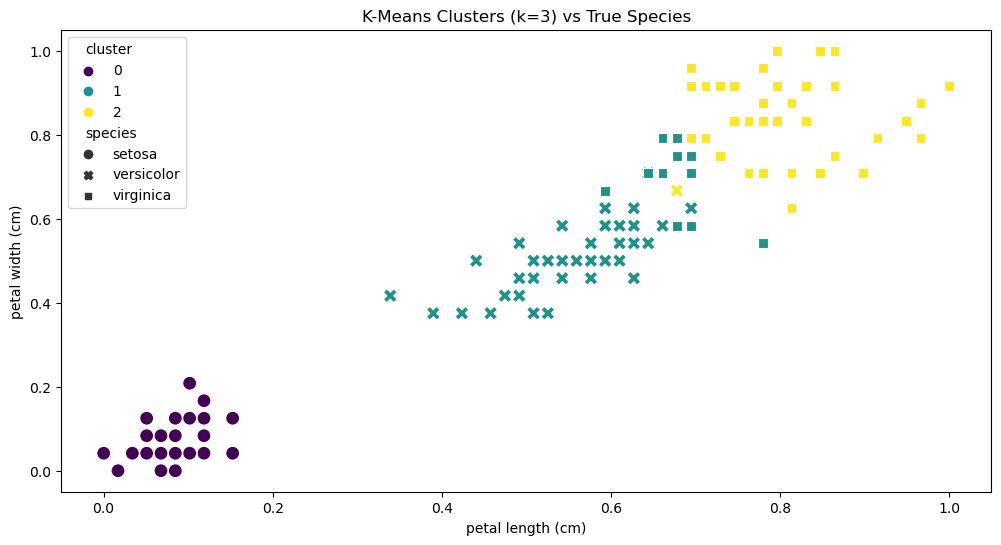 K-Means Clusters (k=3) vs True Species
cluster
0
1
2
species
setosa
versicolor
virginica
1.0
0.8
0.6
0.4
0.2
0.0
petal width (cm)
0.0 0.2 0.4 0.6 0.8 1.0
petal length (cm)